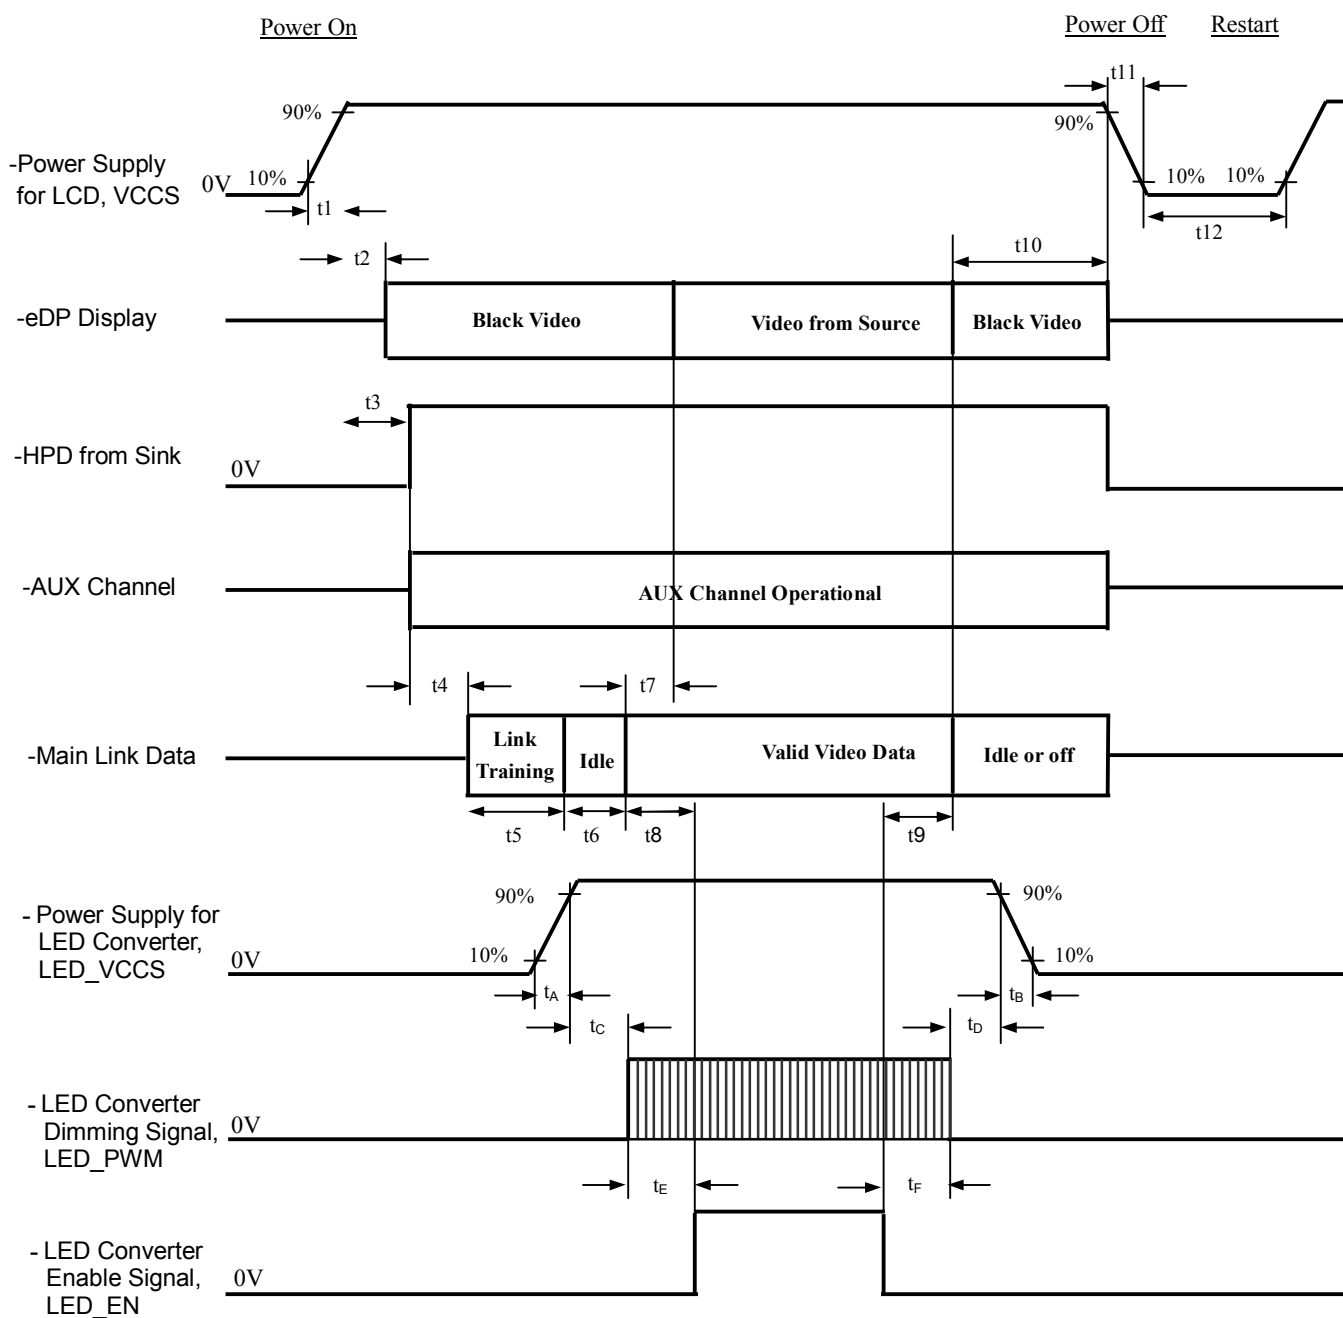 Power On
Power Off
Restart
t11
90%
90%
-Power Supply
for LCD, VCCS
0V
10%
10%
10%
t1
t12
t2
t10
-eDP Display
Black Video
Video from Source
Black Video
t3
-HPD from Sink
0V
-AUX Channel
AUX Channel Operational
t4
t7
-Main Link Data
Link
Training
Idle
Valid Video Data
Idle or off
t5
t6
t8
t9
90%
90%
- Power Supply for
LED Converter,
LED_VCCS
0V
10%
10%
tA
tB
tC
tD
- LED Converter
Dimming Signal,
LED_PWM
0V
tE
tF
- LED Converter
Enable Signal,
LED_EN
0V